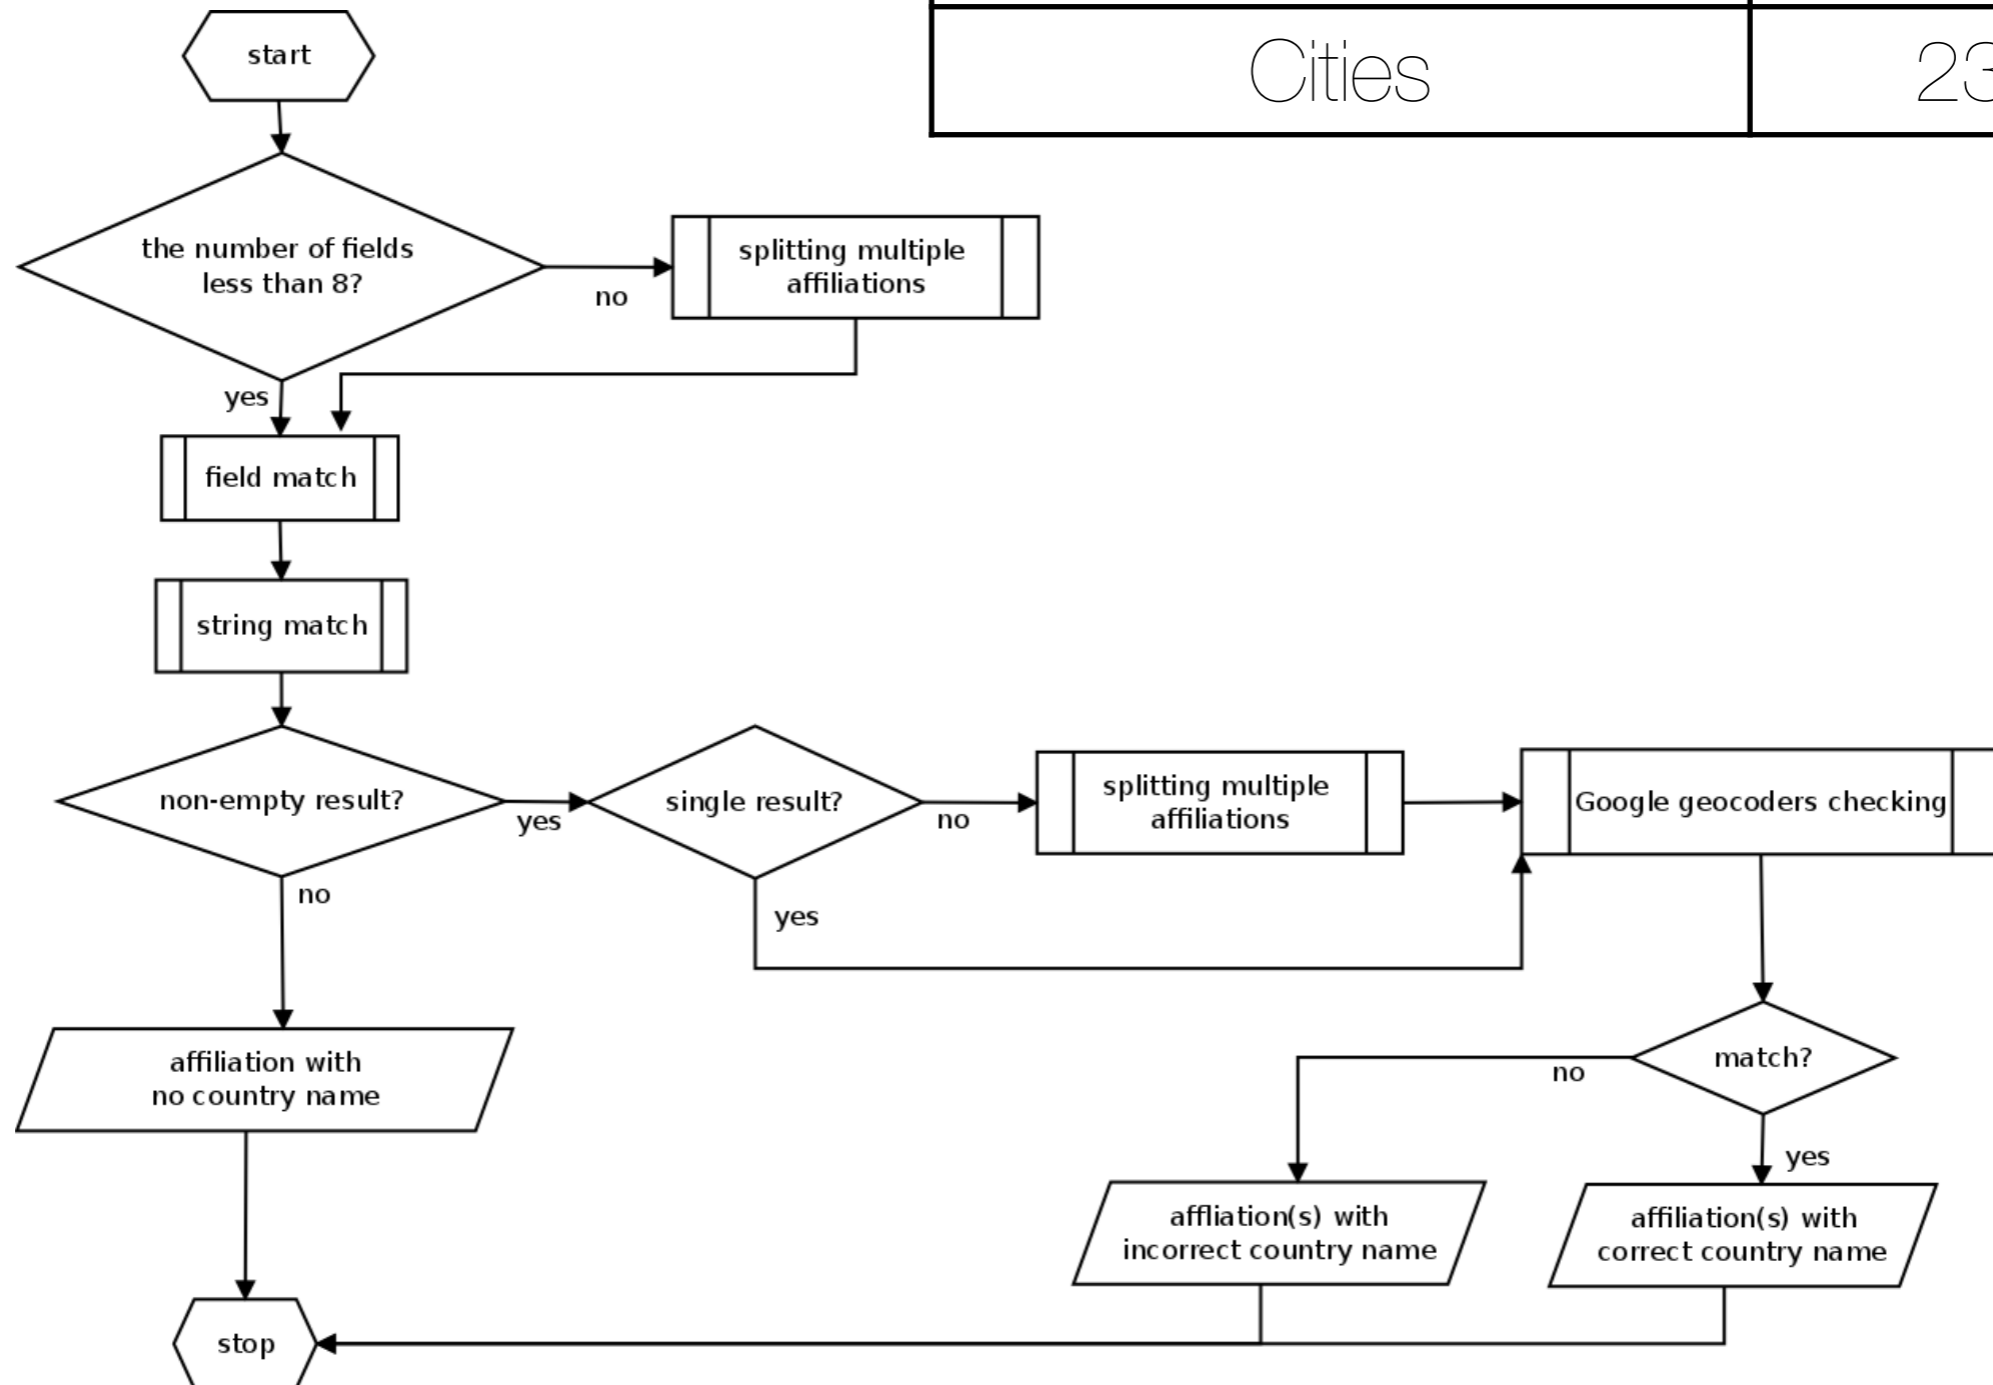 start
Cities
23
the number of fields
less than 8?
no
splitting multiple
affiliations
yes
field match
string match
non-empty result?
yes
single result?
no
splitting multiple
affiliations
Google geocoders checking
no
yes
affiliation with
no country name
match?
no
yes
affliation(s) with
incorrect country name
affiliation(s) with
correct country name
stop